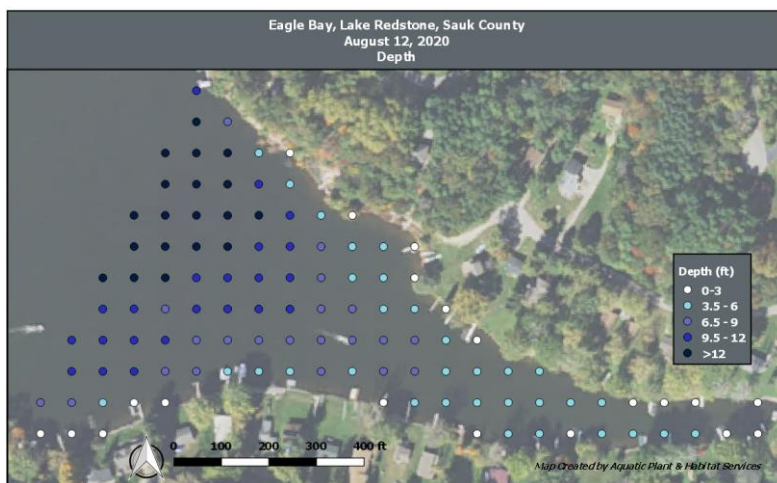 Eagle Bay, Lake Redstone, Sauk County
August 12, 2020
Depth
Depth (ft)
0-3
3.5 - 6
6.5 - 9
9.5 - 12
>12
0 100 200 300 400 ft
Map Created by Aquatic Plant & Habitat Services